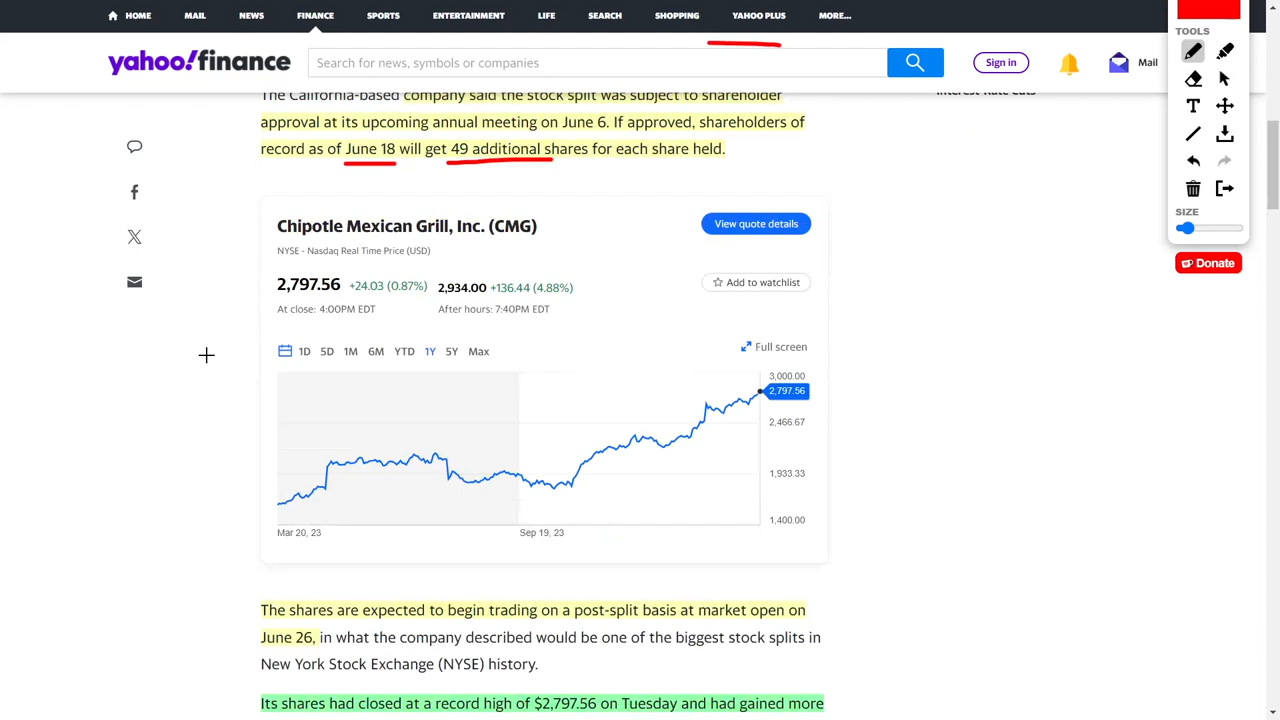 HOME MAIL NEWS FINANCE SPORTS ENTERTAINMENT LIFE SEARCH SHOPPING YAHOO PLUS MORE...
TOOLS
yahoo!finance Search for news, symbols or companies Sign in Mail
The California-based company said the stock split was subject to shareholder
Interest Rate Cuts
approval at its upcoming annual meeting on June 6. If approved, shareholders of
record as of June 18 will get 49 additional shares for each share held.
SIZE
Donate
Chipotle Mexican Grill, Inc. (CMG) View quote details
NYSE - Nasdaq Real Time Price (USD)
2,797.56 +24.03 (0.87%) 2,934.00 +136.44 (4.88%) Add to watchlist
At close: 4:00PM EDT After hours: 7:40PM EDT
1D 5D 1M 6M YTD 1Y 5Y Max Full screen
3,000.00
2,797.56
2,466.67
1,933.33
1,400.00
Mar 20, 23 Sep 19, 23
The shares are expected to begin trading on a post-split basis at market open on
June 26, in what the company described would be one of the biggest stock splits in
New York Stock Exchange (NYSE) history.
Its shares had closed at a record high of $2,797.56 on Tuesday and had gained more